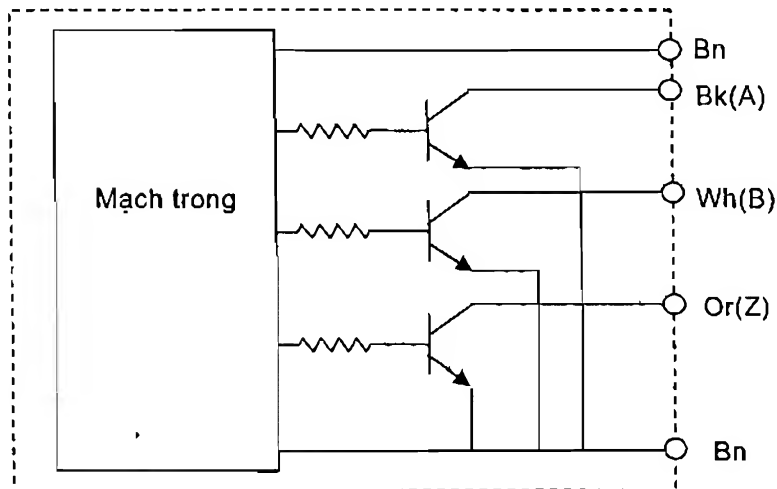 Bn
Bk(A)
Mạch trong
Wh(B)
Or(Z)
Bn